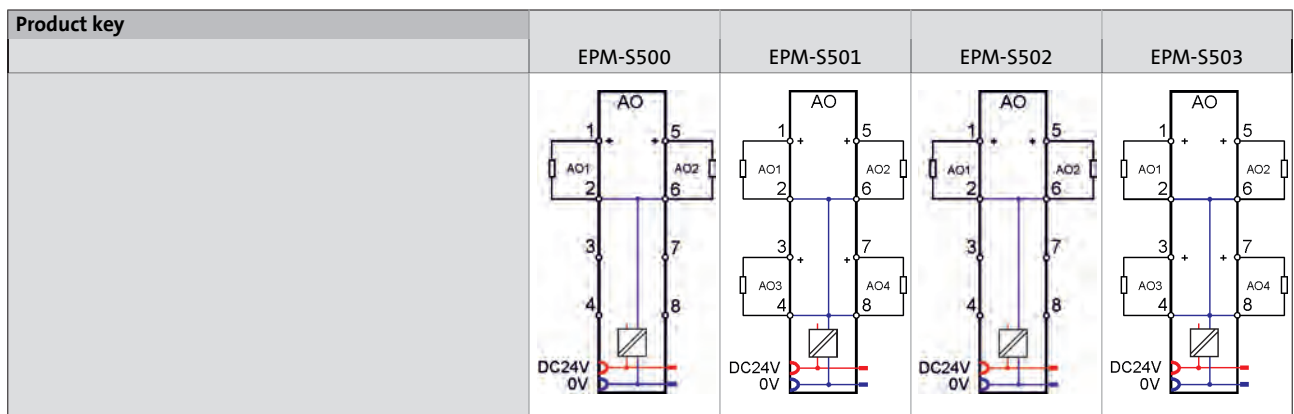 Product key
EPM-S500 EPM-S501 EPM-S502 EPM-S503
AO AO AO AO
1 5 1 5 1 5 1 5
+ + + + + + + +
AO1 AO2 AO1 AO2 AO1 AO2 AO1 AO2
2 6 2 6 2 6 2 6
3 7 3 7 3 7 3 7
+ + + +
AO3 AO4 AO3 AO4
4 8 4 8 4 8 4 8
DC24V DC24V DC24V DC24V
0V 0V 0V 0V